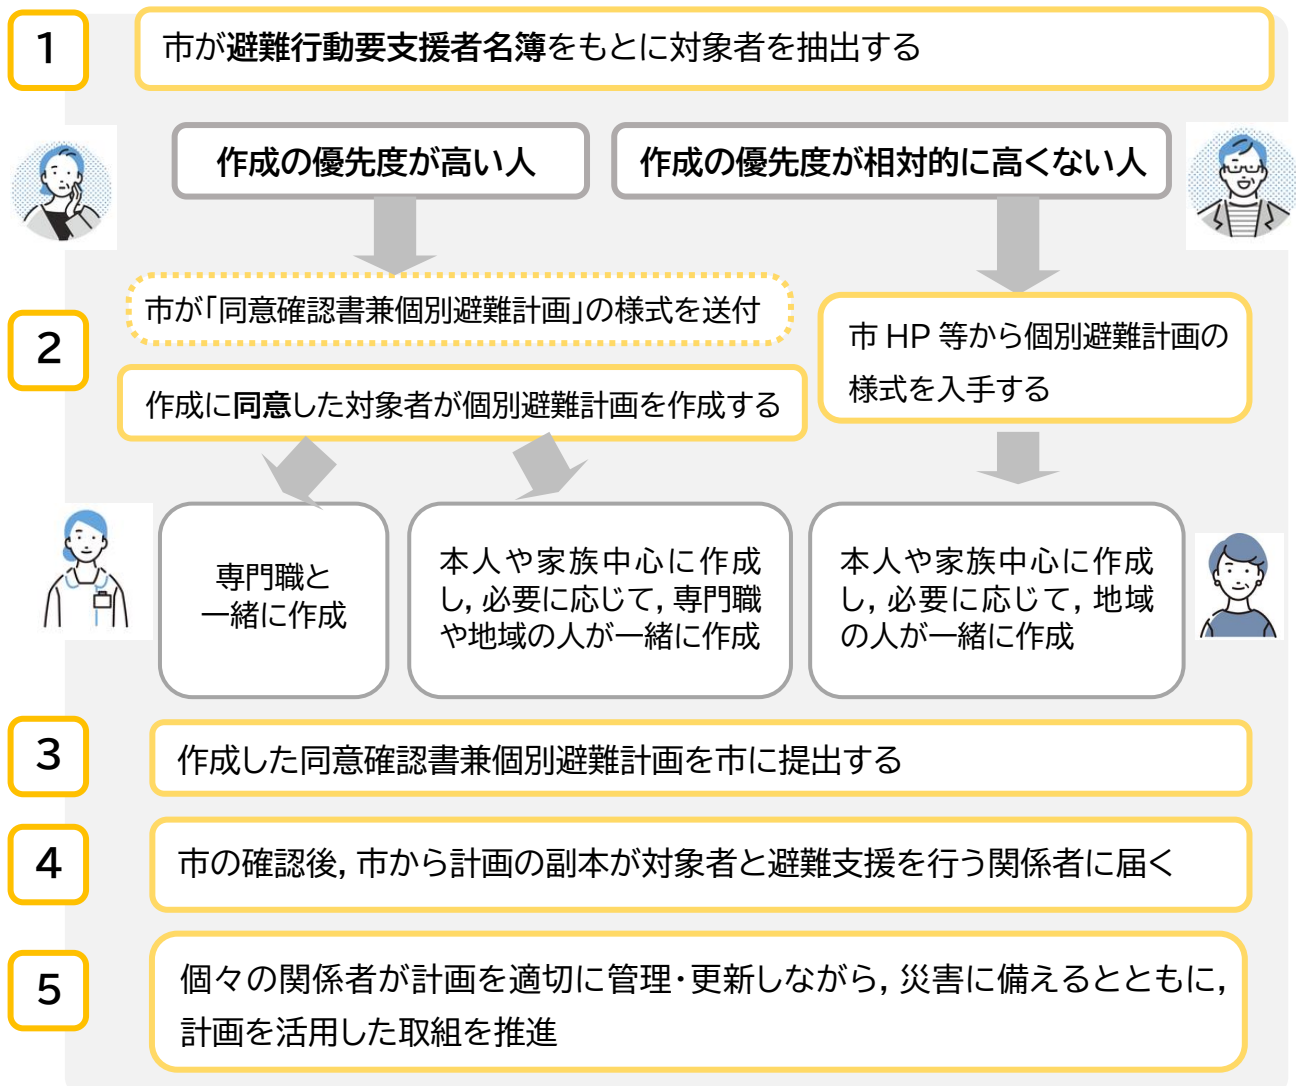 1
市が避難行動要支援者名簿をもとに対象者を抽出する
作成の優先度が高い人
作成の優先度が相対的に高くない人
2
市が「同意確認書兼個別避難計画」の様式を送付
作成に同意した対象者が個別避難計画を作成する
市 HP 等から個別避難計画の
様式を入手する
専門職と
一緒に作成
本人や家族中心に作成
し, 必要に応じて, 専門職
や地域の人が一緒に作成
本人や家族中心に作成
し, 必要に応じて, 地域
の人が一緒に作成
3
作成した同意確認書兼個別避難計画を市に提出する
4
市の確認後, 市から計画の副本が対象者と避難支援を行う関係者に届く
5
個々の関係者が計画を適切に管理・更新しながら, 災害に備えるとともに,
計画を活用した取組を推進